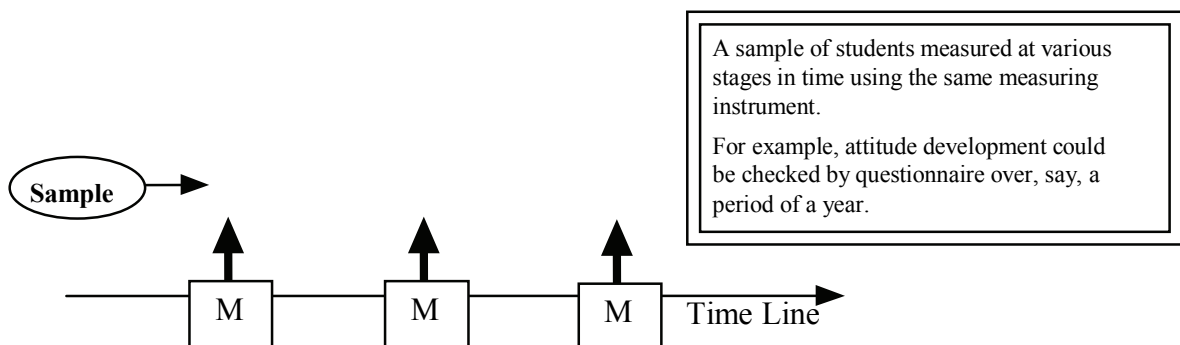 A sample of students measured at various
stages in time using the same measuring
instrument.
For example, attitude development could
be checked by questionnaire over, say, a
period of a year.
Sample
M
M
M
Time Line